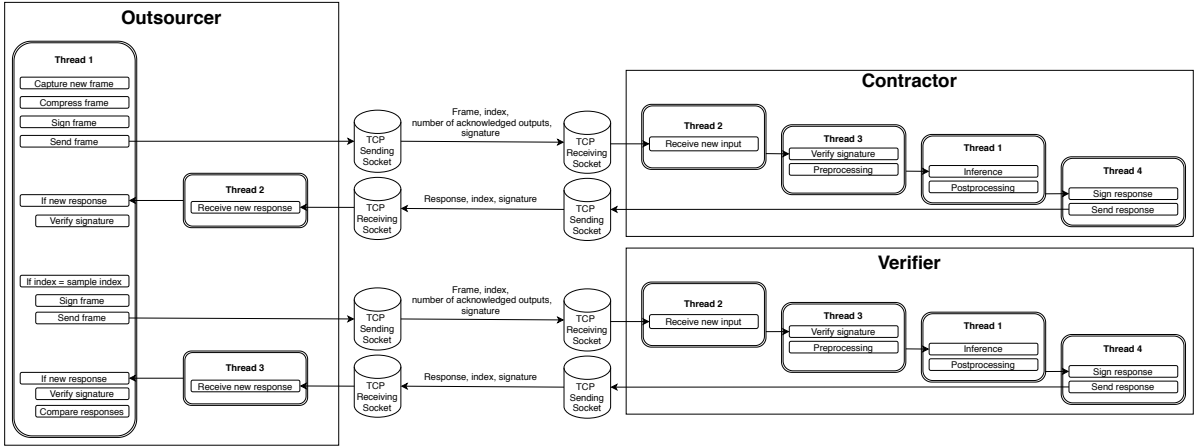 Outsourcer
Thread 1
Capture new frame
Compress frame
Sign frame
Send frame
If new response
Verify signature
If index = sample index
Sign frame
Send frame
If new response
Verify signature
Compare responses
Thread 2
Receive new response
Thread 3
Receive new response
TCP
Sending
Socket
Frame, index,
number of acknowledged outputs,
signature
TCP
Receiving
Socket
TCP
Receiving
Socket
Response, index, signature
TCP
Sending
Socket
TCP
Sending
Socket
Frame, index,
number of acknowledged outputs,
signature
TCP
Receiving
Socket
TCP
Receiving
Socket
Response, index, signature
TCP
Sending
Socket
Contractor
Thread 2
Receive new input
Thread 3
Verify signature
Preprocessing
Thread 1
Inference
Postprocessing
Thread 4
Sign response
Send response
Verifier
Thread 2
Receive new input
Thread 3
Verify signature
Preprocessing
Thread 1
Inference
Postprocessing
Thread 4
Sign response
Send response